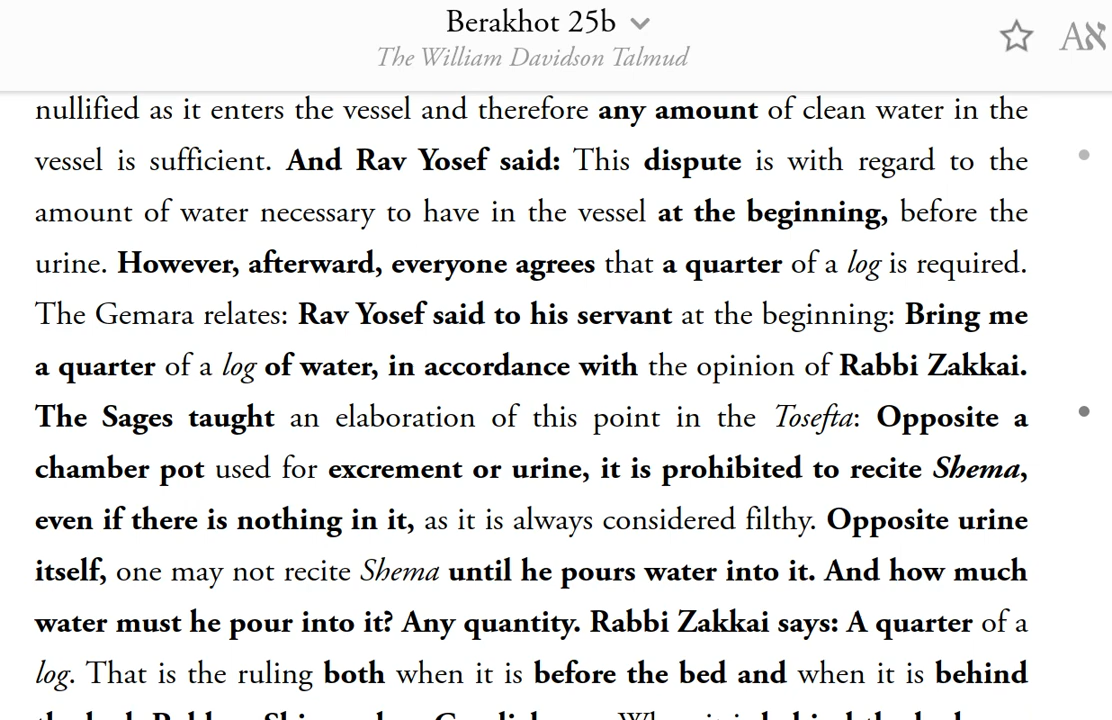 Berakhot 25b
The William Davidson Talmud
Aא
nullified as it enters the vessel and therefore any amount of clean water in the
vessel is sufficient. And Rav Yosef said: This dispute is with regard to the
amount of water necessary to have in the vessel at the beginning, before the
urine. However, afterward, everyone agrees that a quarter of a log is required.
The Gemara relates: Rav Yosef said to his servant at the beginning: Bring me
a quarter of a log of water, in accordance with the opinion of Rabbi Zakkai.
The Sages taught an elaboration of this point in the Tosefta: Opposite a
chamber pot used for excrement or urine, it is prohibited to recite Shema,
even if there is nothing in it, as it is always considered filthy. Opposite urine
itself, one may not recite Shema until he pours water into it. And how much
water must he pour into it? Any quantity. Rabbi Zakkai says: A quarter of a
log. That is the ruling both when it is before the bed and when it is behind